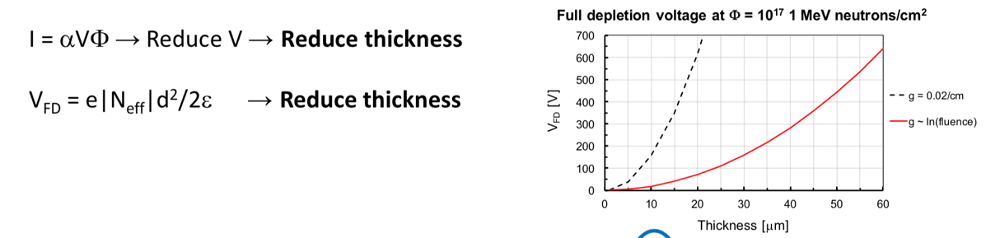 I = αVΦ → Reduce V → Reduce thickness
V_FD = e|N_eff|d²/2ε → Reduce thickness
Full depletion voltage at Φ = 10¹⁷ 1 MeV neutrons/cm²
700
600
500
400
300
200
100
0
V_FD [V]
0 10 20 30 40 50 60
Thickness [μm]
g = 0.02/cm
g ~ ln(fluence)